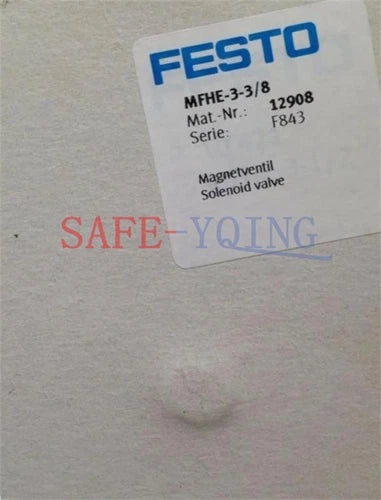 FESTO
MFHE-3-3/8
Mat.-Nr.: 12908
Serie: F843
Magnetventil
Solenoid valve
SAFE-YQING